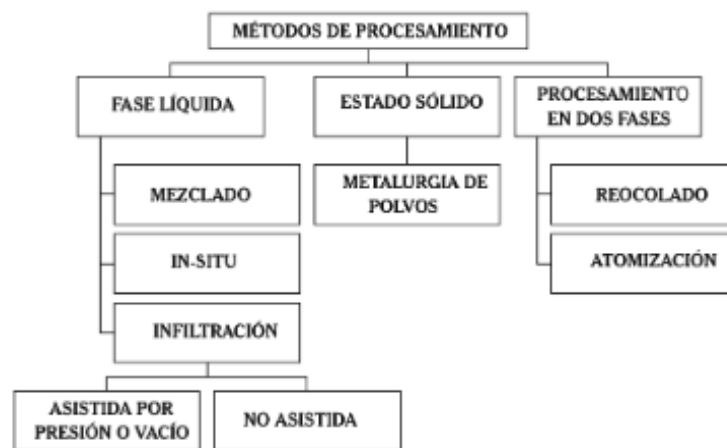 MÉTODOS DE PROCESAMIENTO
FASE LÍQUIDA
ESTADO SÓLIDO
PROCESAMIENTO
EN DOS FASES
MEZCLADO
METALURGIA DE
POLVOS
REOCOLADO
IN-SITU
ATOMIZACIÓN
INFILTRACIÓN
ASISTIDA POR
PRESIÓN O VACÍO
NO ASISTIDA